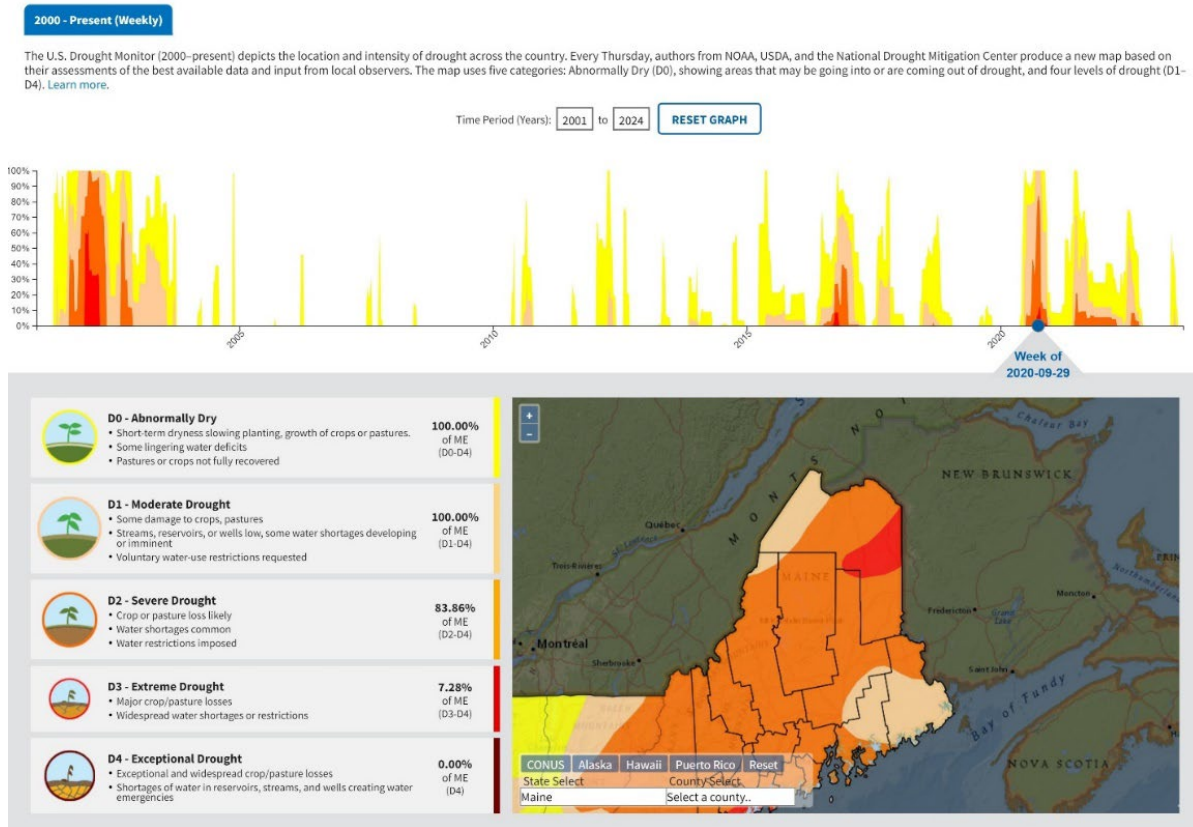 2000 - Present (Weekly)
The U.S. Drought Monitor (2000–present) depicts the location and intensity of drought across the country. Every Thursday, authors from NOAA, USDA, and the National Drought Mitigation Center produce a new map based on
their assessments of the best available data and input from local observers. The map uses five categories: Abnormally Dry (D0), showing areas that may be going into or are coming out of drought, and four levels of drought (D1–
D4). Learn more.
Time Period (Years): 2001 to 2024 RESET GRAPH
100%
90%
80%
70%
60%
50%
40%
30%
20%
10%
0%
2005
2010
2015
2020
Week of
2020-09-29
D0 - Abnormally Dry
• Short-term dryness slowing planting, growth of crops or pastures.
• Some lingering water deficits
• Pastures or crops not fully recovered
100.00%
of ME
(D0-D4)
D1 - Moderate Drought
• Some damage to crops, pastures
• Streams, reservoirs, or wells low, some water shortages developing
or imminent
• Voluntary water-use restrictions requested
100.00%
of ME
(D1-D4)
D2 - Severe Drought
• Crop or pasture loss likely
• Water shortages common
• Water restrictions imposed
83.86%
of ME
(D2-D4)
D3 - Extreme Drought
• Major crop/pasture losses
• Widespread water shortages or restrictions
7.28%
of ME
(D3-D4)
D4 - Exceptional Drought
• Exceptional and widespread crop/pasture losses
• Shortages of water in reservoirs, streams, and wells creating water
emergencies
0.00%
of ME
(D4)
+
−
Chaleur Bay
NEW BRUNSWICK
MONTS NO
Québec
Trois-Rivières
MAINE
Fredericton
Grand
Lake
Moncton
Northumberland
Montréal
Sherbrooke
Saint John
Bay of Fundy
NOVA SCOTIA
CONUS Alaska Hawaii Puerto Rico Reset
State Select County Select
Maine Select a county..